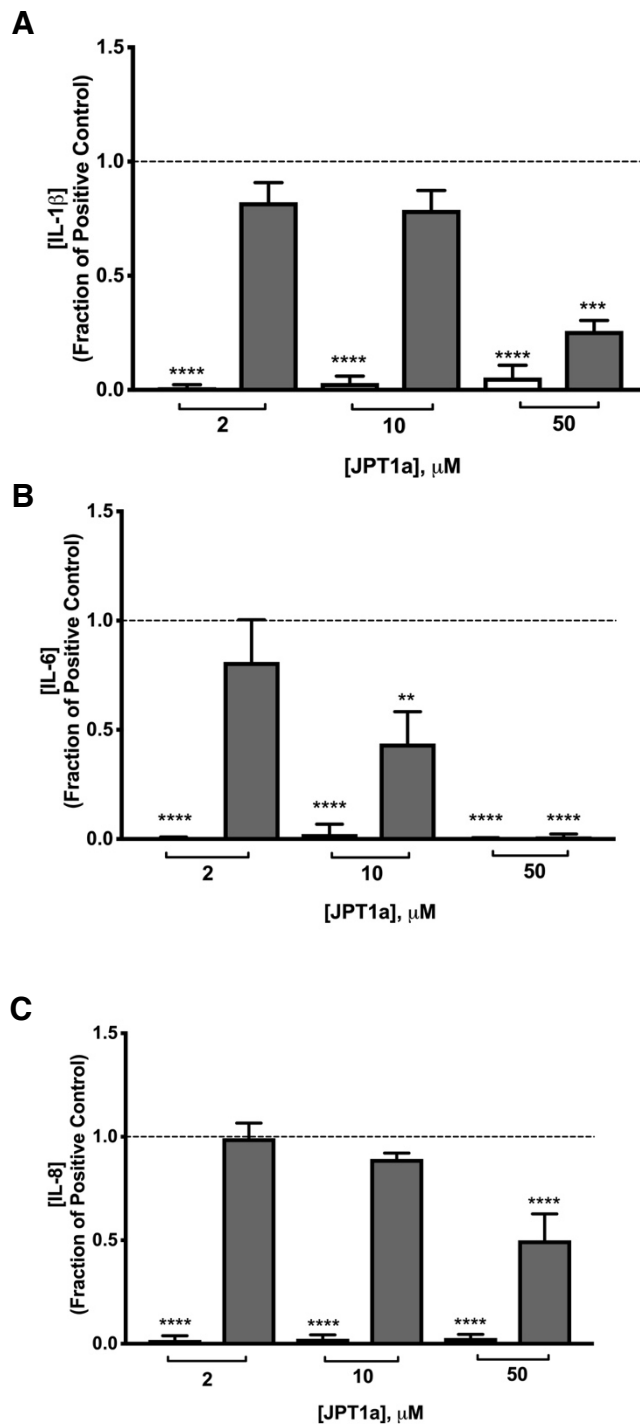 A
1.5
1.0
0.5
0.0
[IL-1β]
(Fraction of Positive Control)
****
****
****
***
2
10
50
[JPT1a], μM
B
1.5
1.0
0.5
0.0
[IL-6]
(Fraction of Positive Control)
****
****
**
****
****
2
10
50
[JPT1a], μM
C
1.5
1.0
0.5
0.0
[IL-8]
(Fraction of Positive Control)
****
****
****
****
2
10
50
[JPT1a], μM